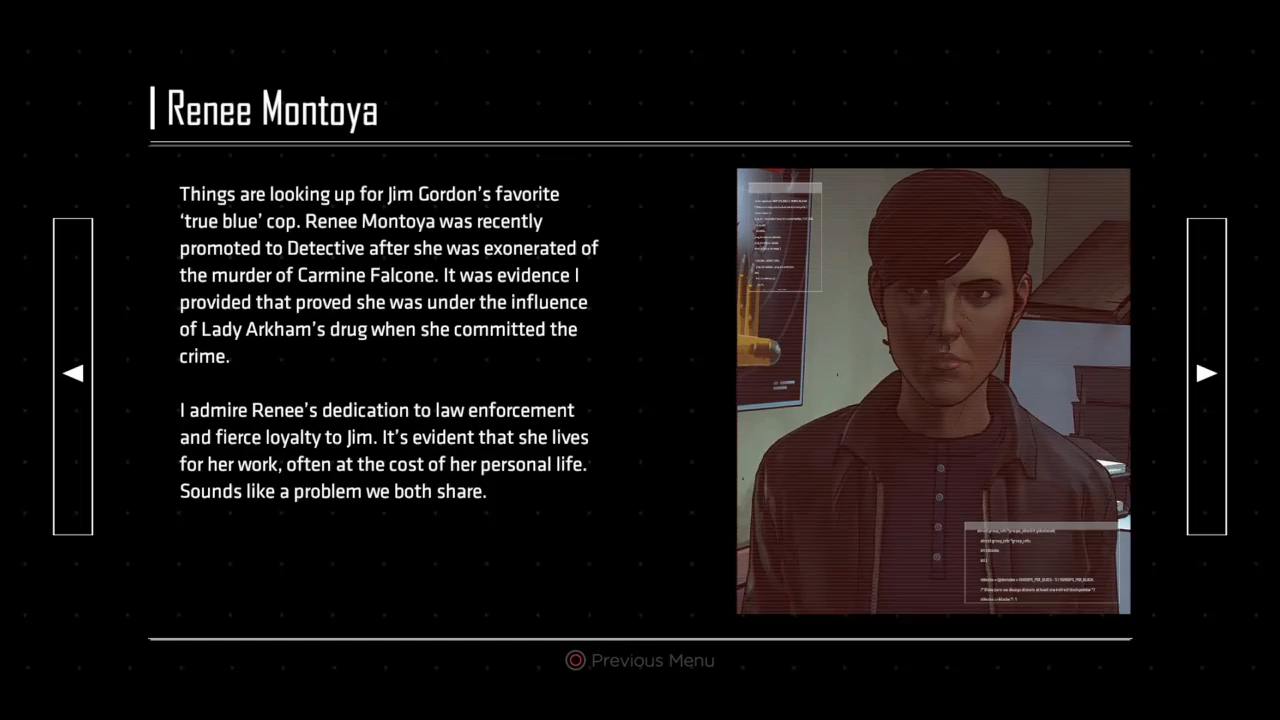 Renee Montoya
Things are looking up for Jim Gordon's favorite
'true blue' cop. Renee Montoya was recently
promoted to Detective after she was exonerated of
the murder of Carmine Falcone. It was evidence I
provided that proved she was under the influence
of Lady Arkham's drug when she committed the
crime.
I admire Renee's dedication to law enforcement
and fierce loyalty to Jim. It's evident that she lives
for her work, often at the cost of her personal life.
Sounds like a problem we both share.
Previous Menu